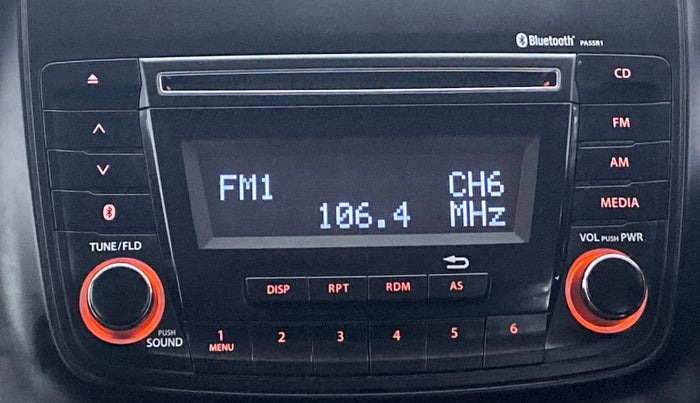 Bluetooth® PASSR1
CD
FM
AM
MEDIA
FM1 CH6
106.4 MHz
TUNE/FLD
VOL PUSH PWR
DISP RPT RDM AS
PUSH
SOUND
1 2 3 4 5 6
MENU